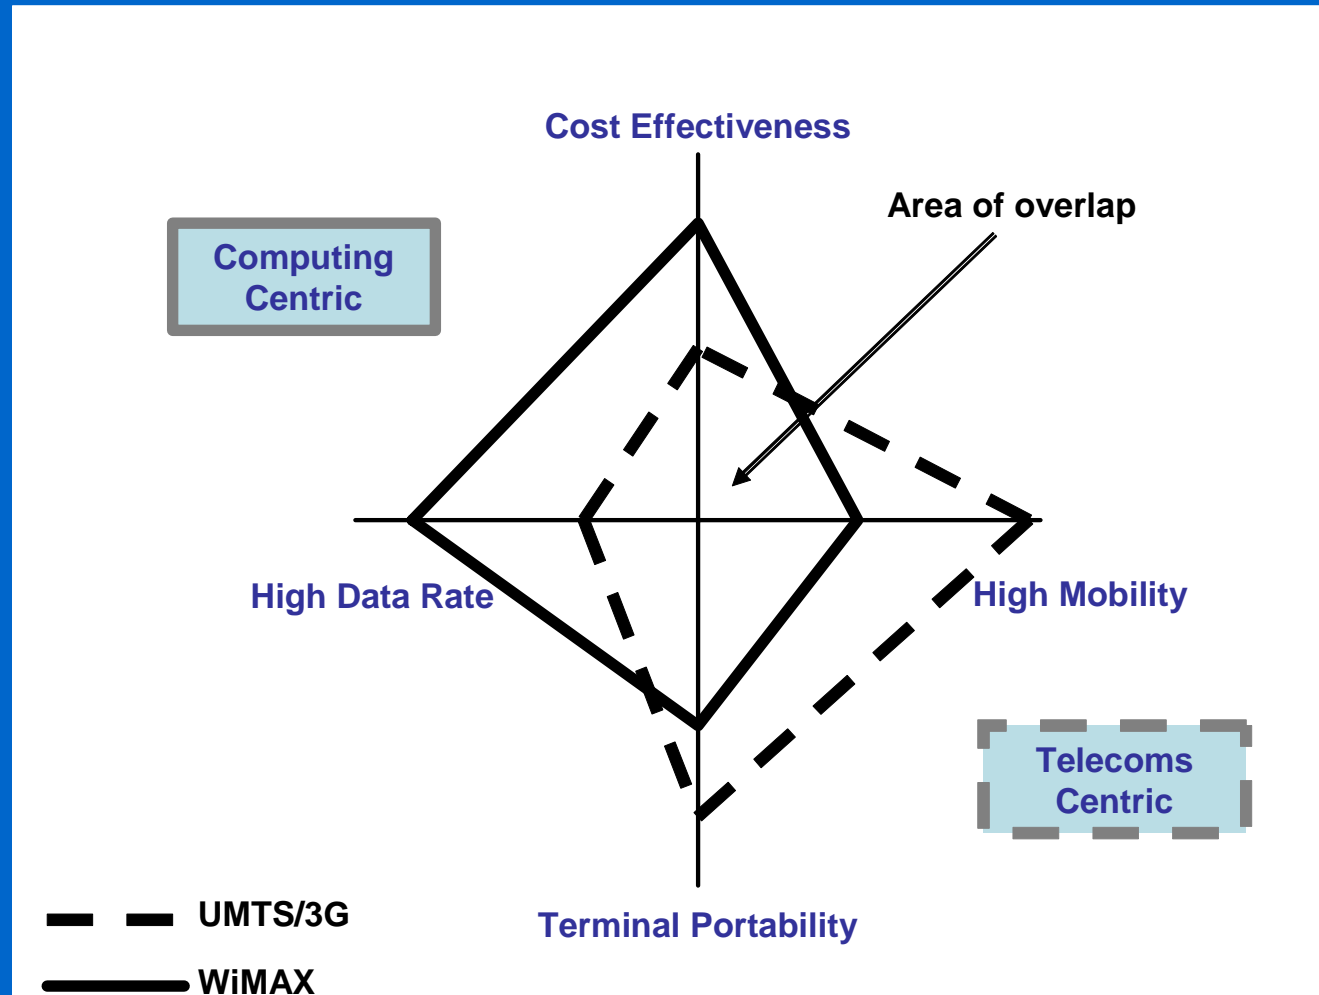 Cost Effectiveness
Area of overlap
Computing
Centric
High Data Rate
High Mobility
Telecoms
Centric
UMTS/3G
Terminal Portability
WiMAX